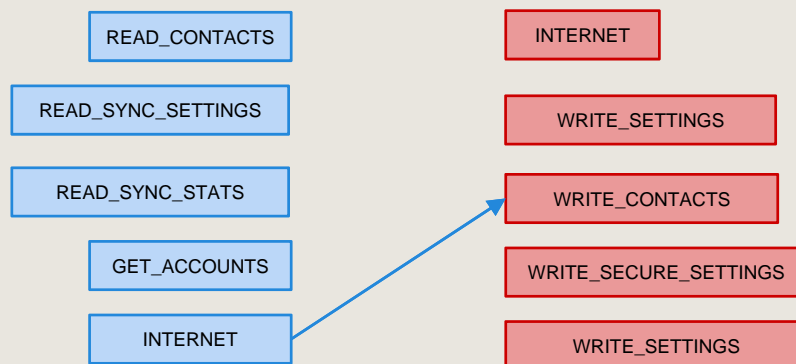 READ_CONTACTS
READ_SYNC_SETTINGS
READ_SYNC_STATS
GET_ACCOUNTS
INTERNET
INTERNET
WRITE_SETTINGS
WRITE_CONTACTS
WRITE_SECURE_SETTINGS
WRITE_SETTINGS